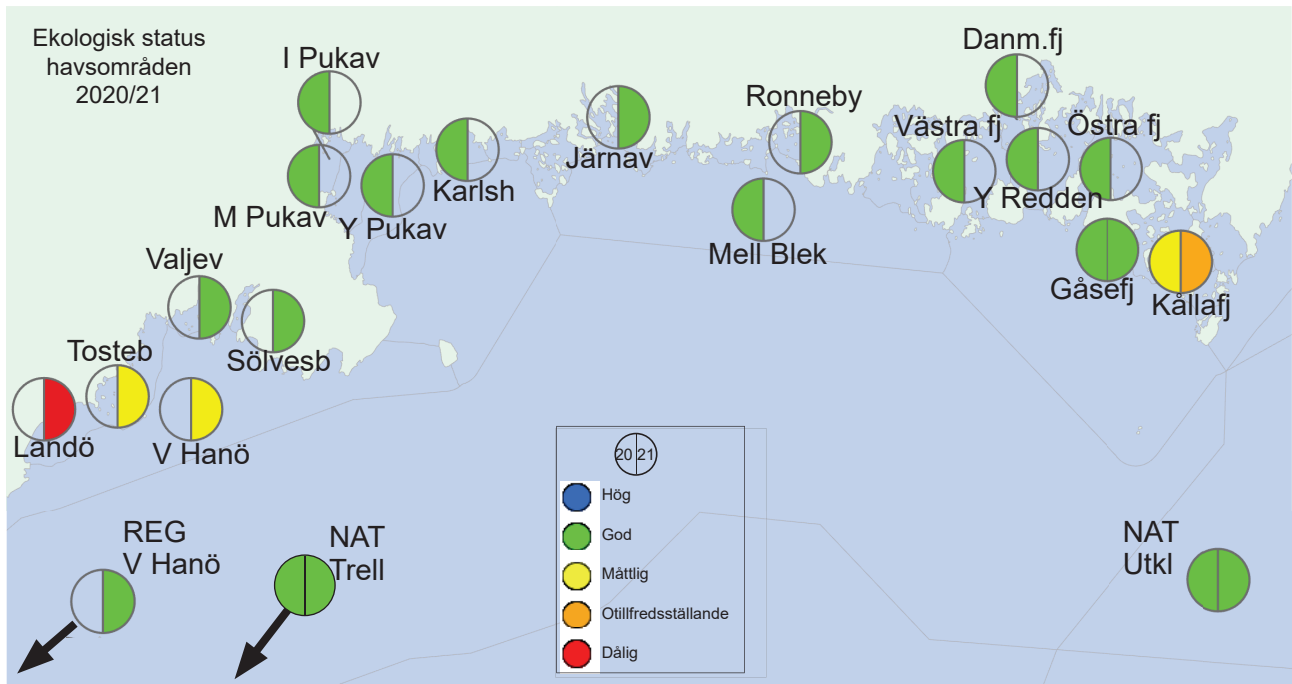 Ekologisk status
havsområden
2020/21
I Pukav
M Pukav
Y Pukav
Karlsh
Järnav
Ronneby
Mell Blek
Danm.fj
Västra fj
Östra fj
Y Redden
Gåsefj
Kållafj
Valjev
Sölvesb
Tosteb
Landö
V Hanö
REG
V Hanö
NAT
Trell
NAT
Utkl
20 21
Hög
God
Måttlig
Otillfredsställande
Dålig